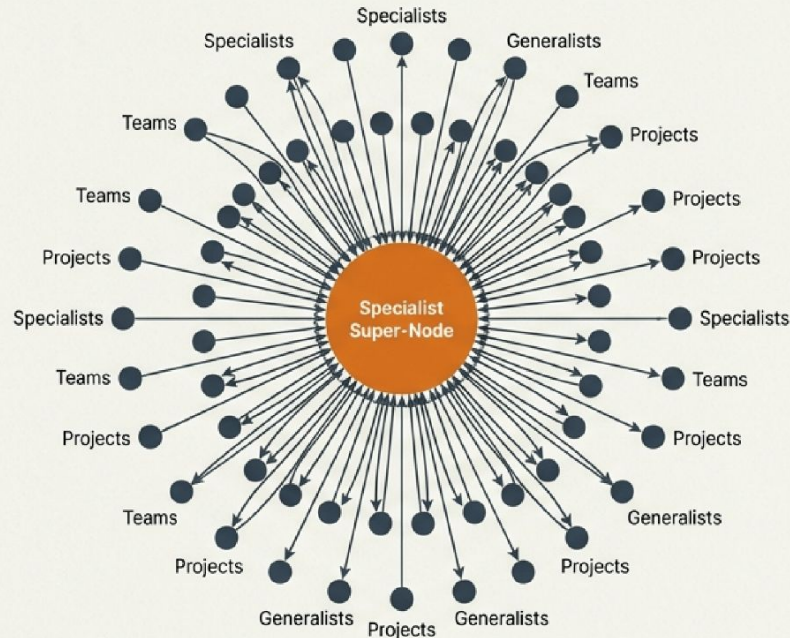 Specialists
Specialists
Generalists
Teams
Teams
Projects
Teams
Projects
Projects
Projects
Specialist
Super-Node
Specialists
Specialists
Teams
Teams
Projects
Projects
Teams
Generalists
Projects
Projects
Generalists
Projects
Generalists